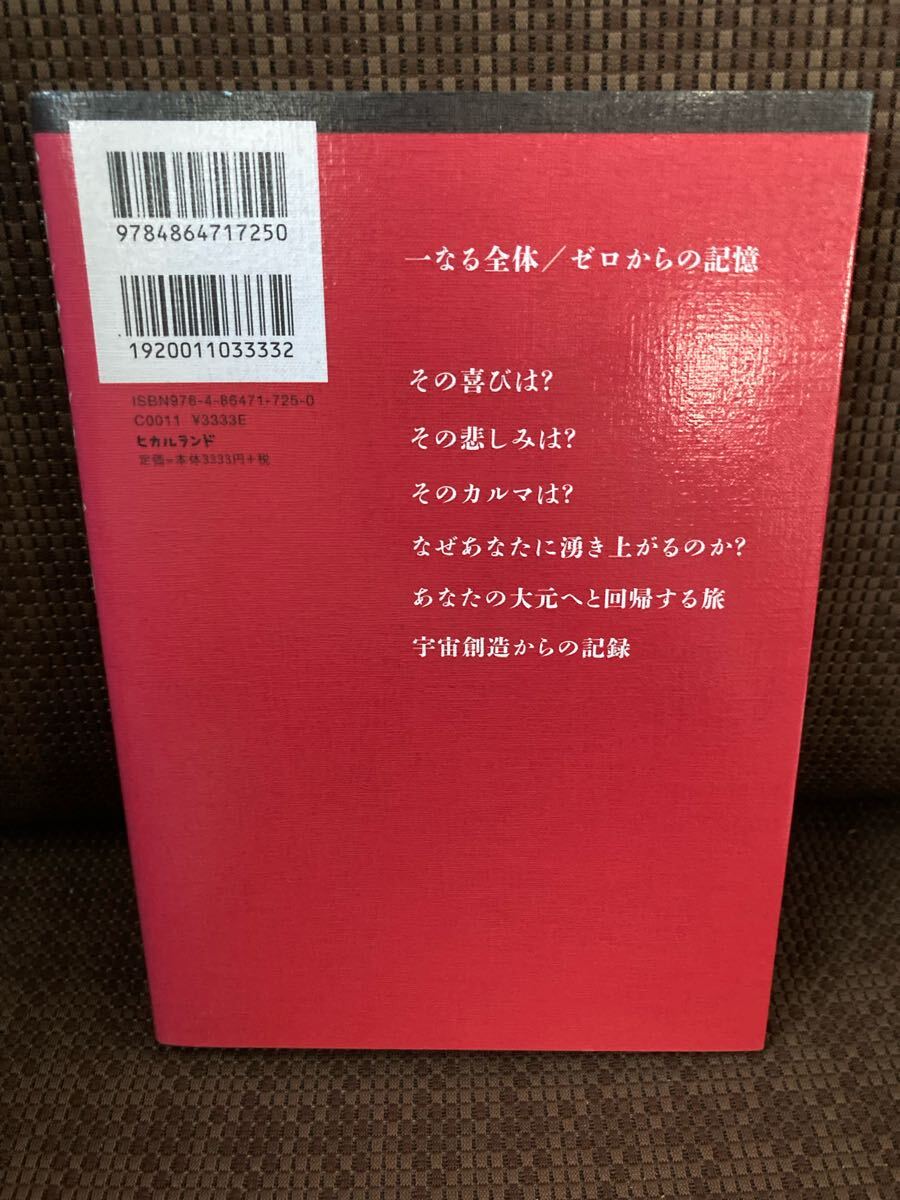 9784864717250
1920011033332
ISBN978-4-86471-725-0
C0011 ¥3333E
ヒカルランド
定価=本体3333円+税
一なる全体/ゼロからの記憶
その喜びは?
その悲しみは?
そのカルマは?
なぜあなたに湧き上がるのか?
あなたの大元へと回帰する旅
宇宙創造からの記録